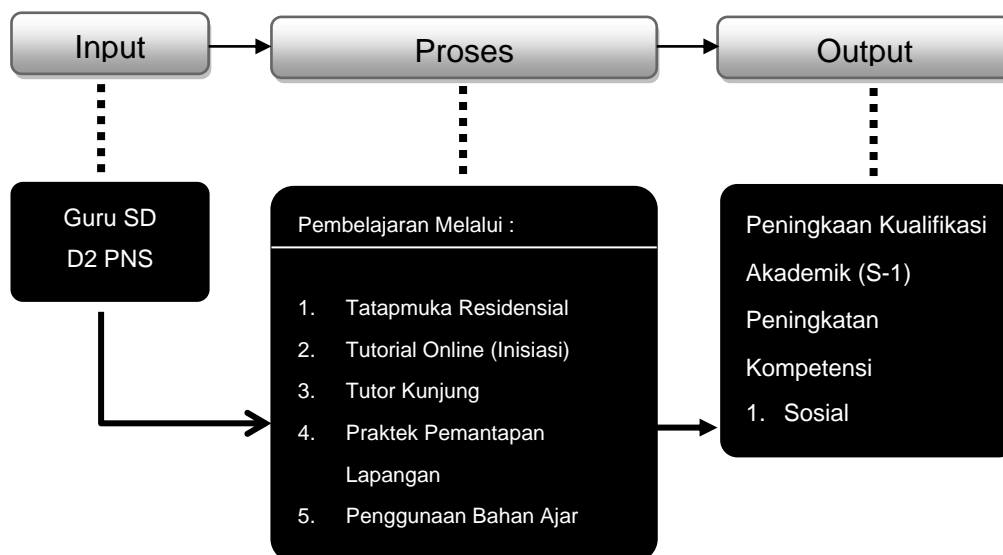 Input
Proses
Output
Guru SD
D2 PNS
Pembelajaran Melalui :
1. Tatapmuka Residensial
2. Tutorial Online (Inisiasi)
3. Tutor Kunjung
4. Praktek Pemantapan
Lapangan
5. Penggunaan Bahan Ajar
Peningkaan Kualifikasi
Akademik (S-1)
Peningkatan
Kompetensi
1. Sosial